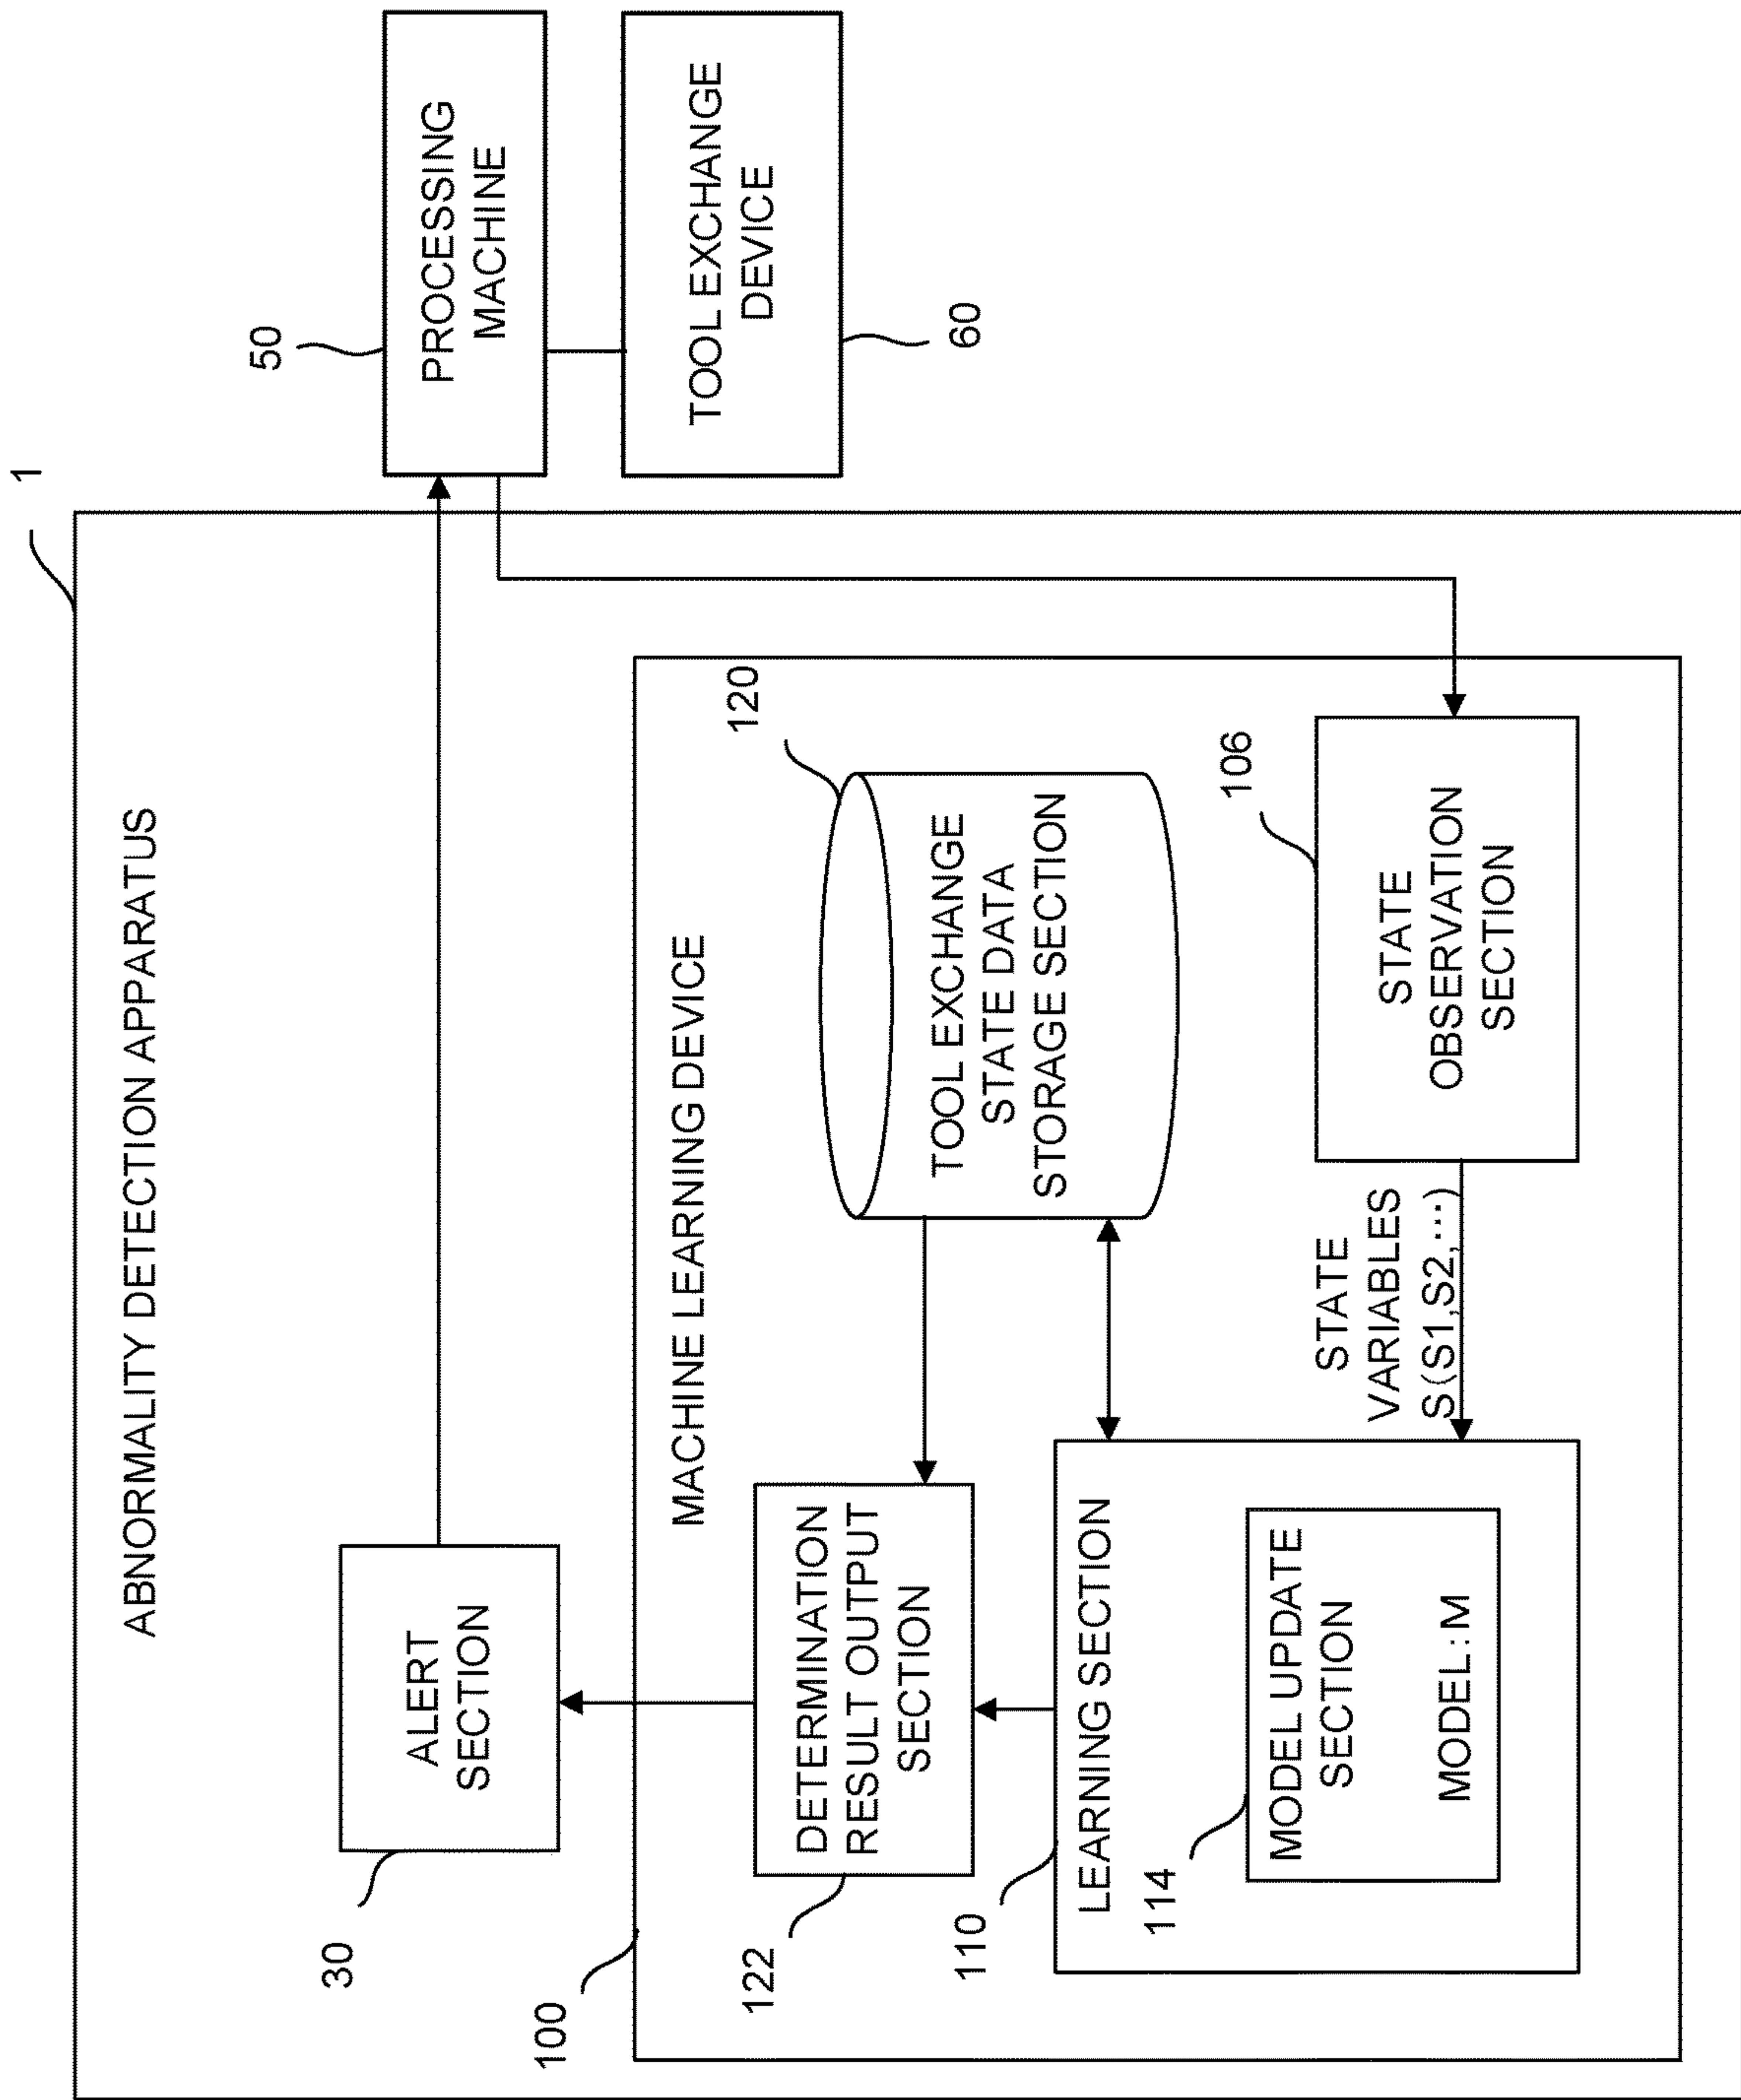 1
ABNORMALITY DETECTION APPARATUS
30
ALERT
SECTION
50
PROCESSING
MACHINE
TOOL EXCHANGE
DEVICE
60
100
MACHINE LEARNING DEVICE
122
DETERMINATION
RESULT OUTPUT
SECTION
120
TOOL EXCHANGE
STATE DATA
STORAGE SECTION
110
LEARNING SECTION
114
MODEL UPDATE
SECTION
MODEL:M
STATE
VARIABLES
S(S1,S2,···)
106
STATE
OBSERVATION
SECTION